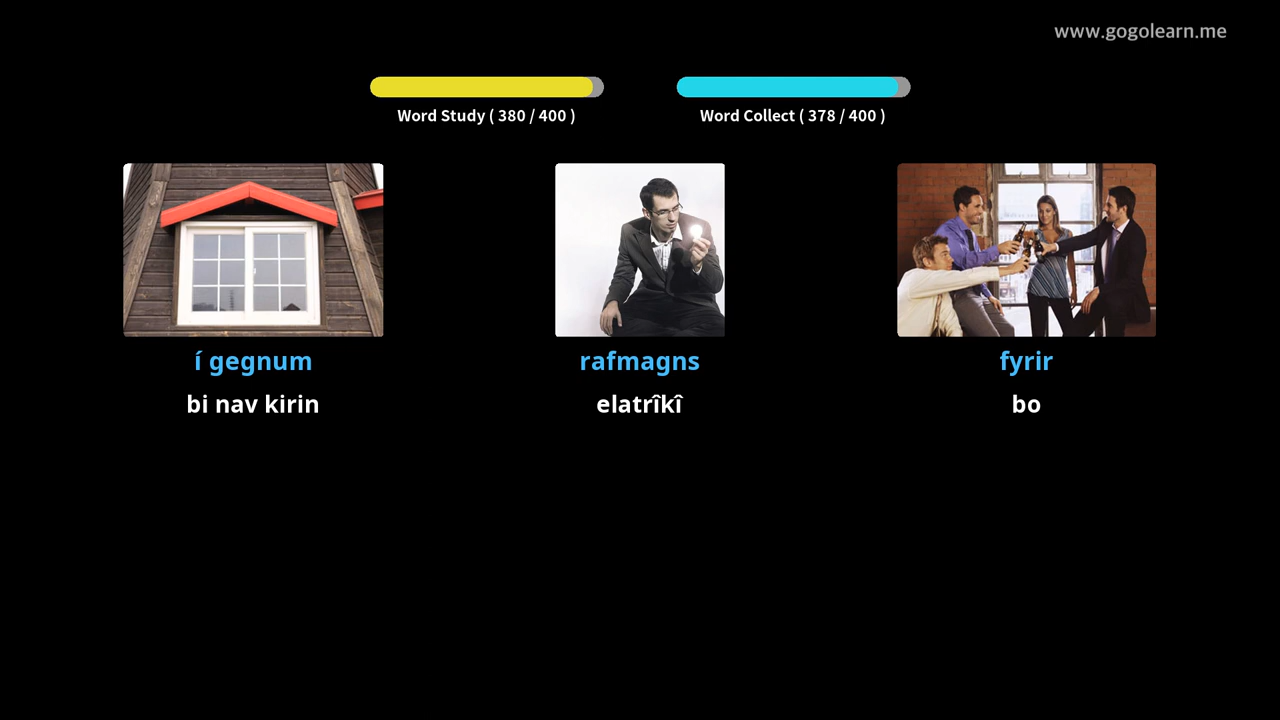 www.gogolearn.me
Word Study ( 380 / 400 )
Word Collect ( 378 / 400 )
í gegnum
rafmagns
fyrir
bi nav kirin
elatrîkî
bo